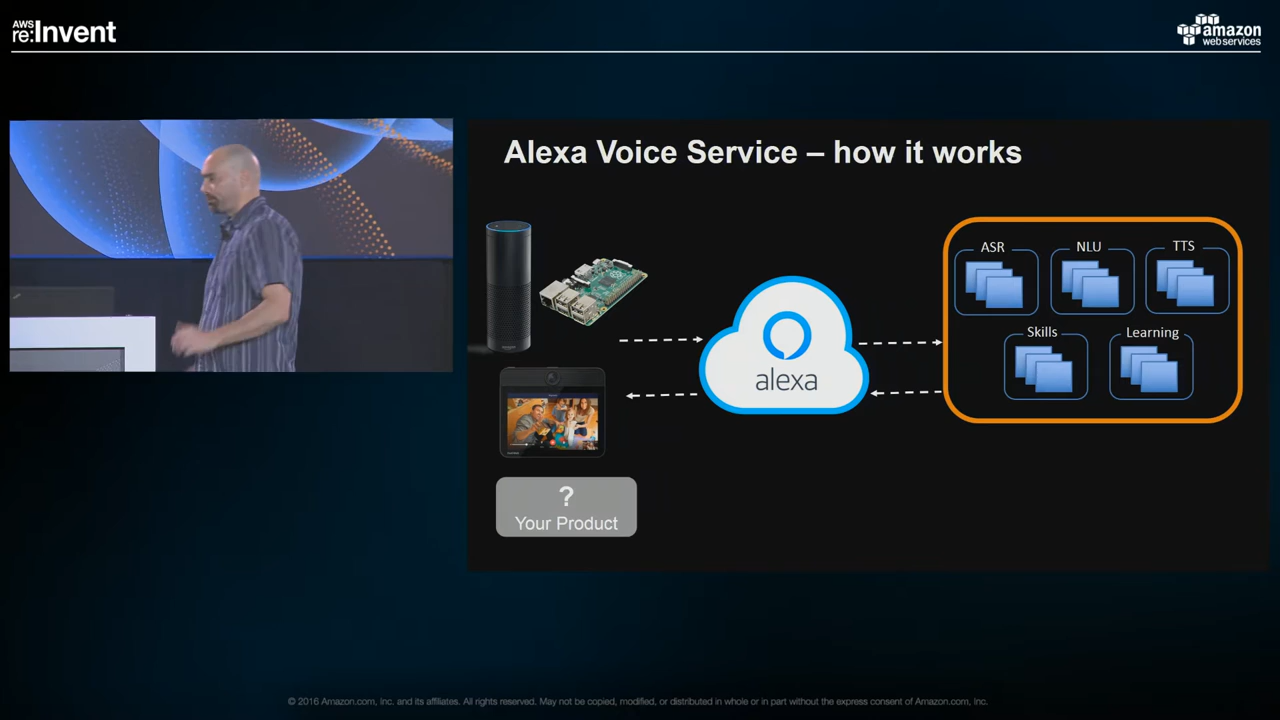 AWS
re:Invent
amazon
web services
Alexa Voice Service – how it works
ASR
NLU
TTS
Skills
Learning
alexa
?
Your Product
© 2016 Amazon.com, Inc. and its affiliates. All rights reserved. May not be copied, modified, or distributed in whole or in part without the express consent of Amazon.com, Inc.